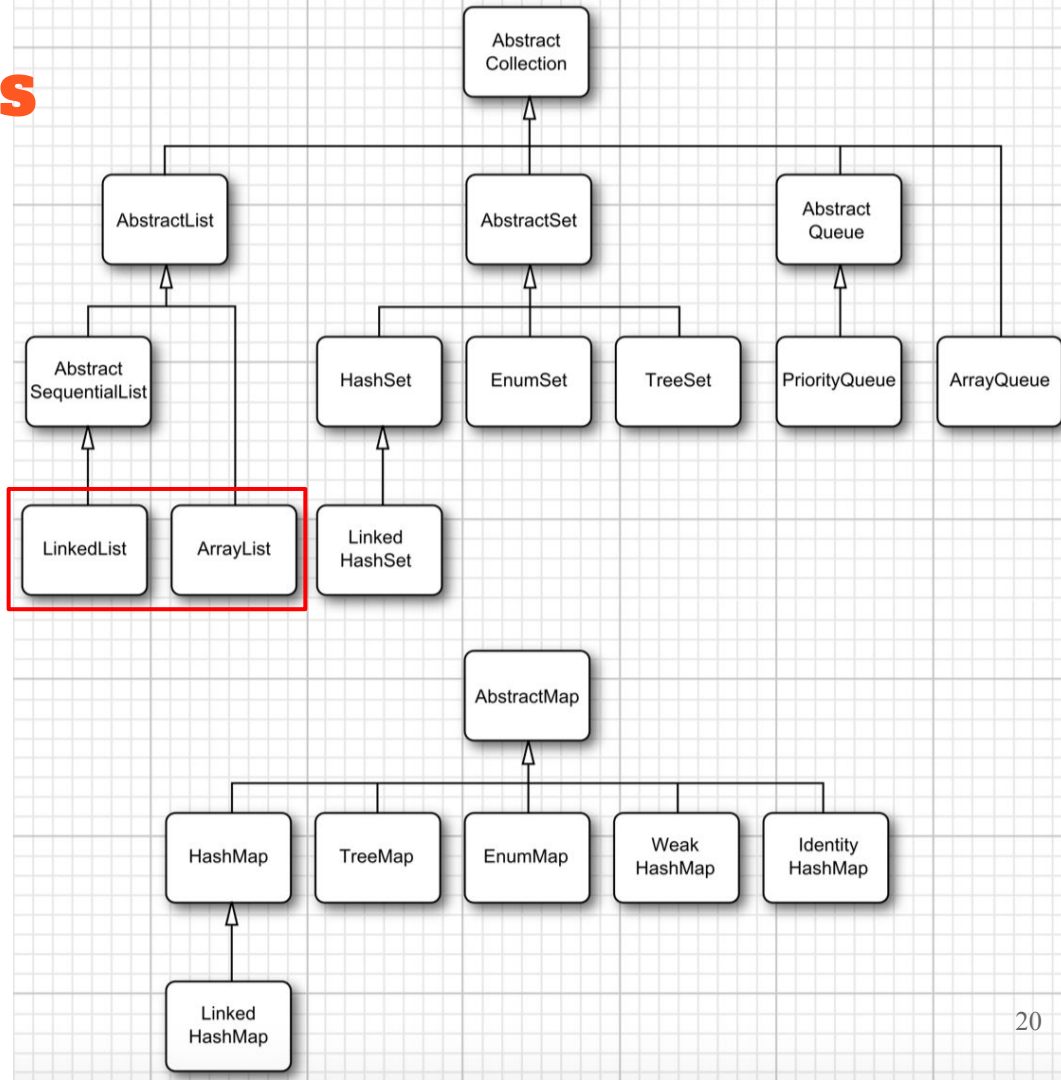 s
Abstract
Collection
AbstractList
AbstractSet
Abstract
Queue
Abstract
SequentialList
HashSet
EnumSet
TreeSet
PriorityQueue
ArrayQueue
LinkedList
ArrayList
Linked
HashSet
AbstractMap
HashMap
TreeMap
EnumMap
Weak
HashMap
Identity
HashMap
Linked
HashMap
20